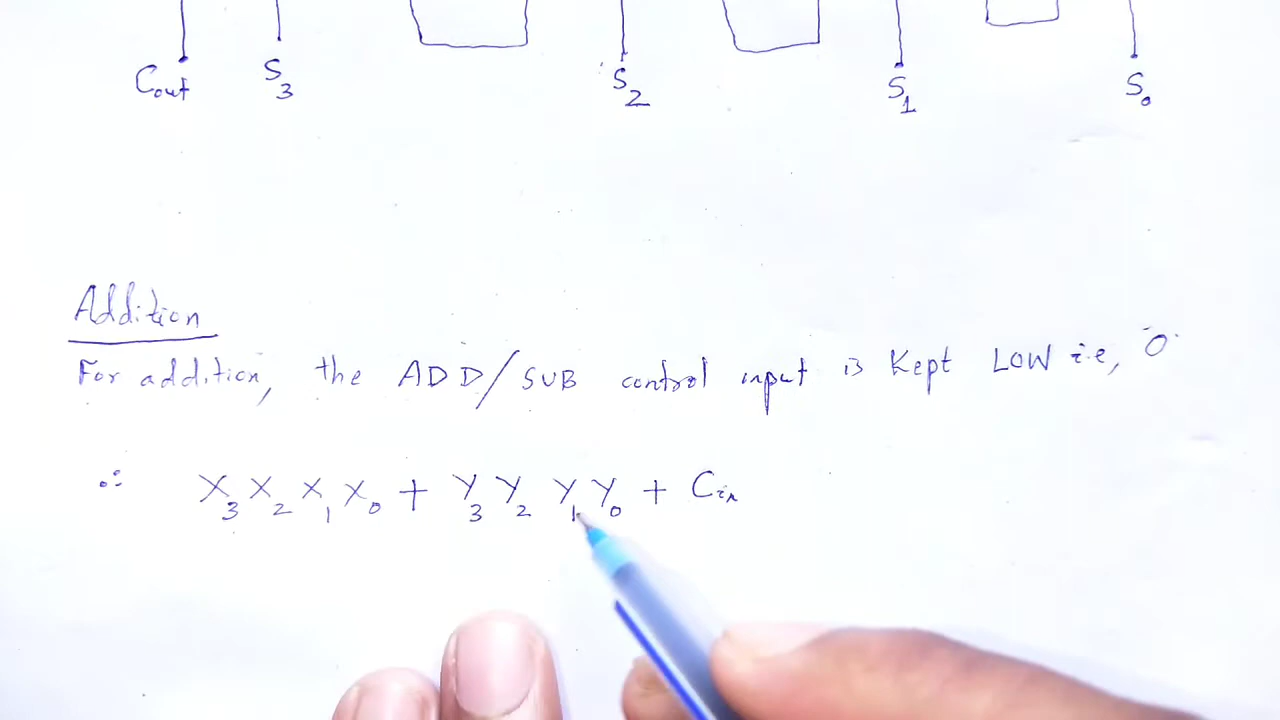 Cout S3 S2 S1 S0
Addition
For addition, the ADD/SUB control input is Kept LOW i.e, 0
∴ X3 X2 X1 X0 + Y3 Y2 Y1 Y0 + Cin